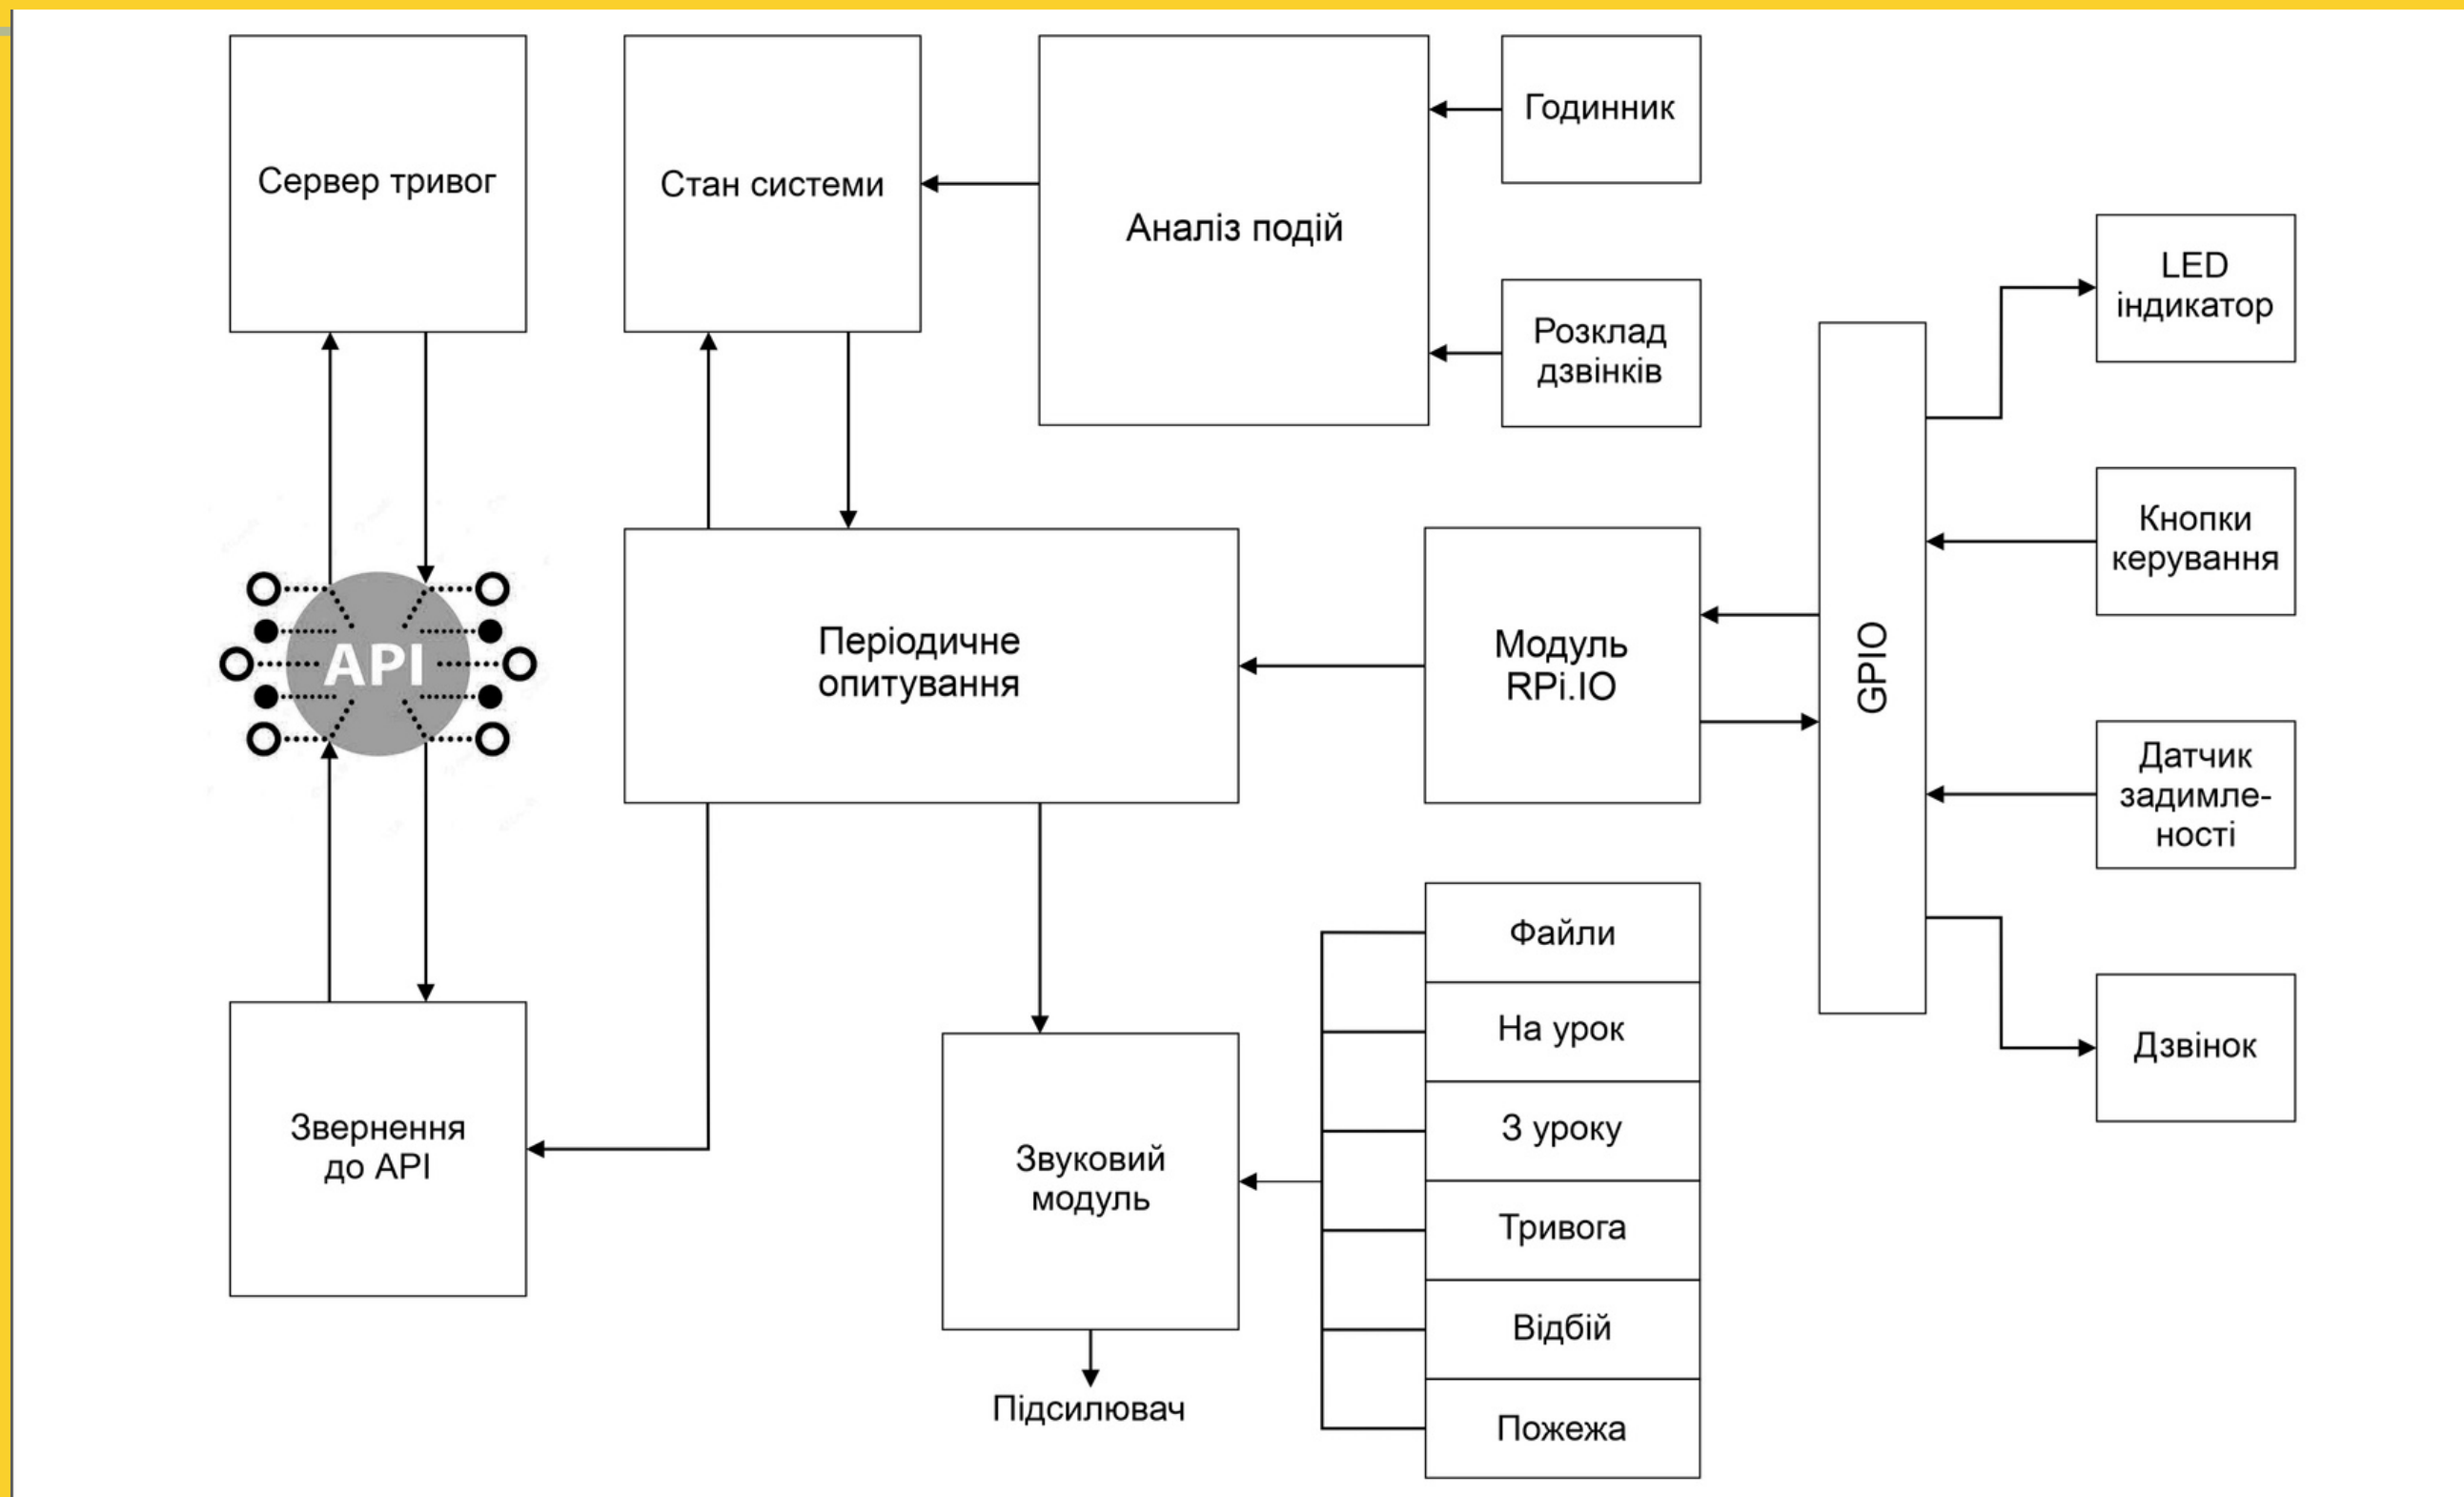 Сервер тривог
Стан системи
Аналіз подій
Годинник
Розклад
дзвінків
LED
індикатор
Кнопки
керування
Датчик
задимле-
ності
Дзвінок
GPIO
Модуль
RPi.IO
Періодичне
опитування
API
Звернення
до API
Звуковий
модуль
Підсилювач
Файли
На урок
З уроку
Тривога
Відбій
Пожежа